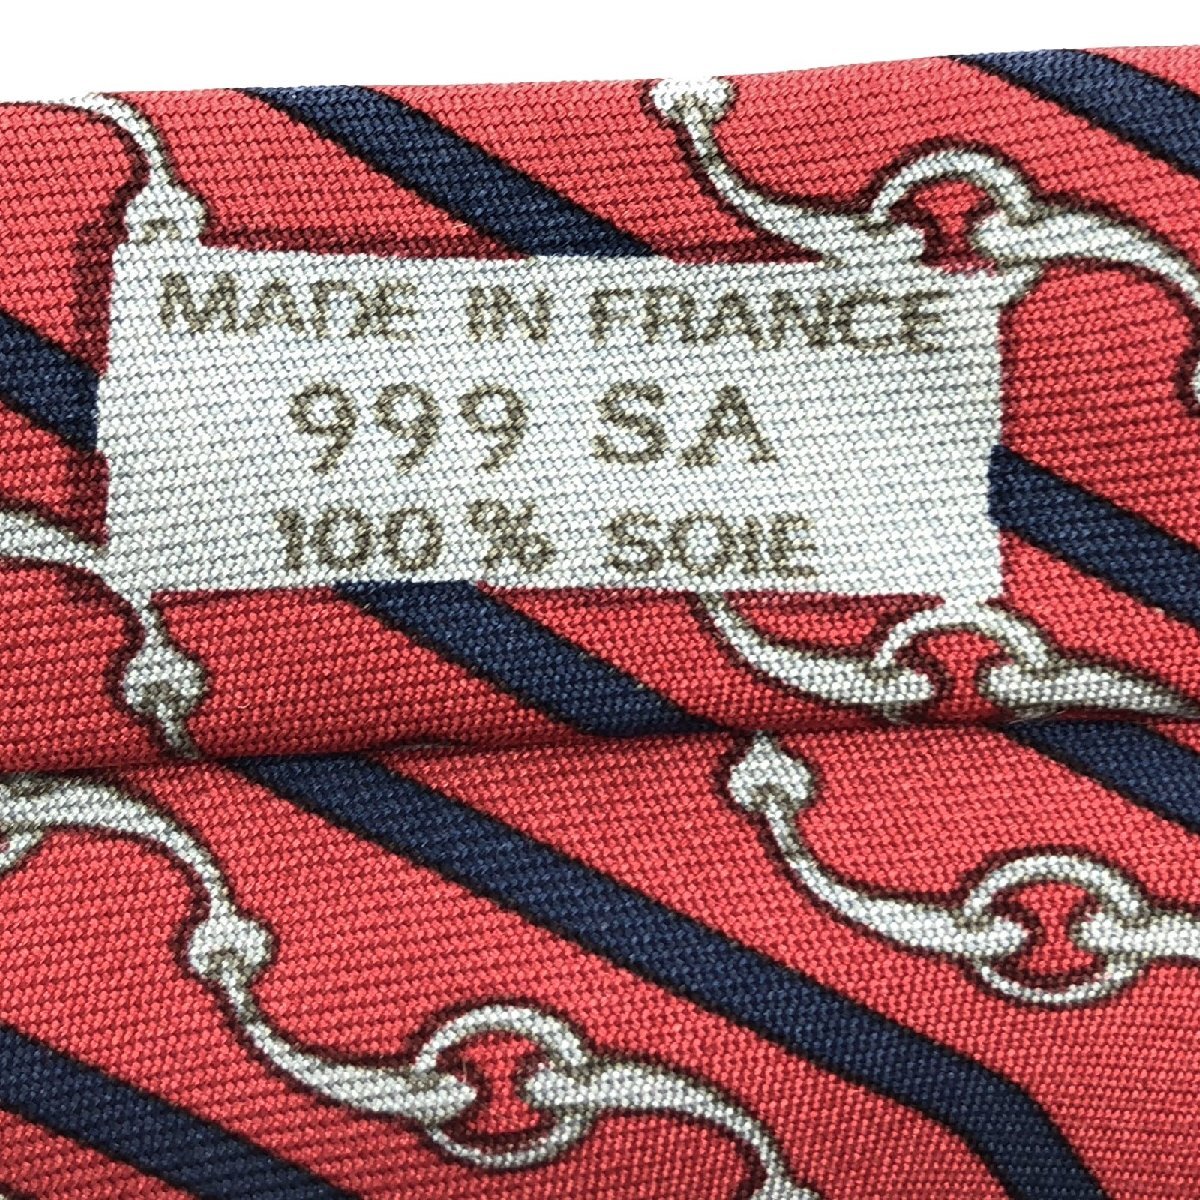 MADE IN FRANCE
999 SA
100% SOIE